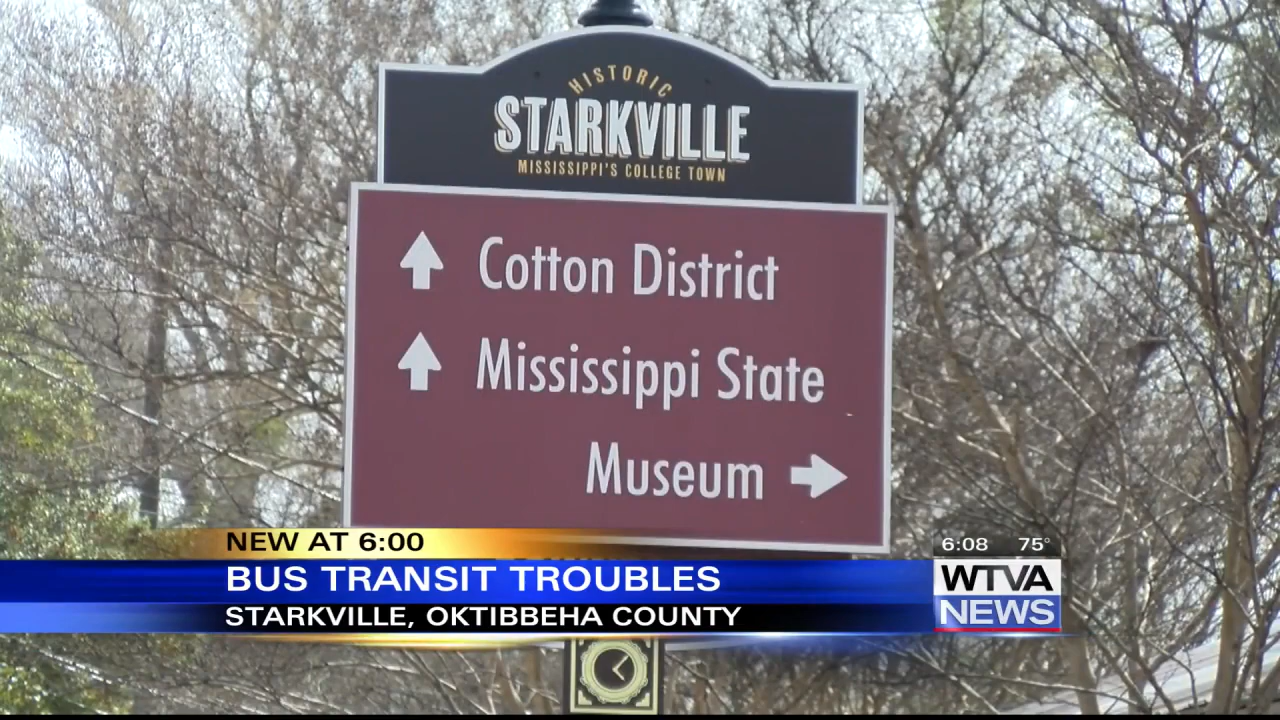 HISTORIC
STARKVILLE
MISSISSIPPI'S COLLEGE TOWN
Cotton District
Mississippi State
Museum
NEW AT 6:00
BUS TRANSIT TROUBLES
STARKVILLE, OKTIBBEHA COUNTY
6:08 75°
WTVA
NEWS